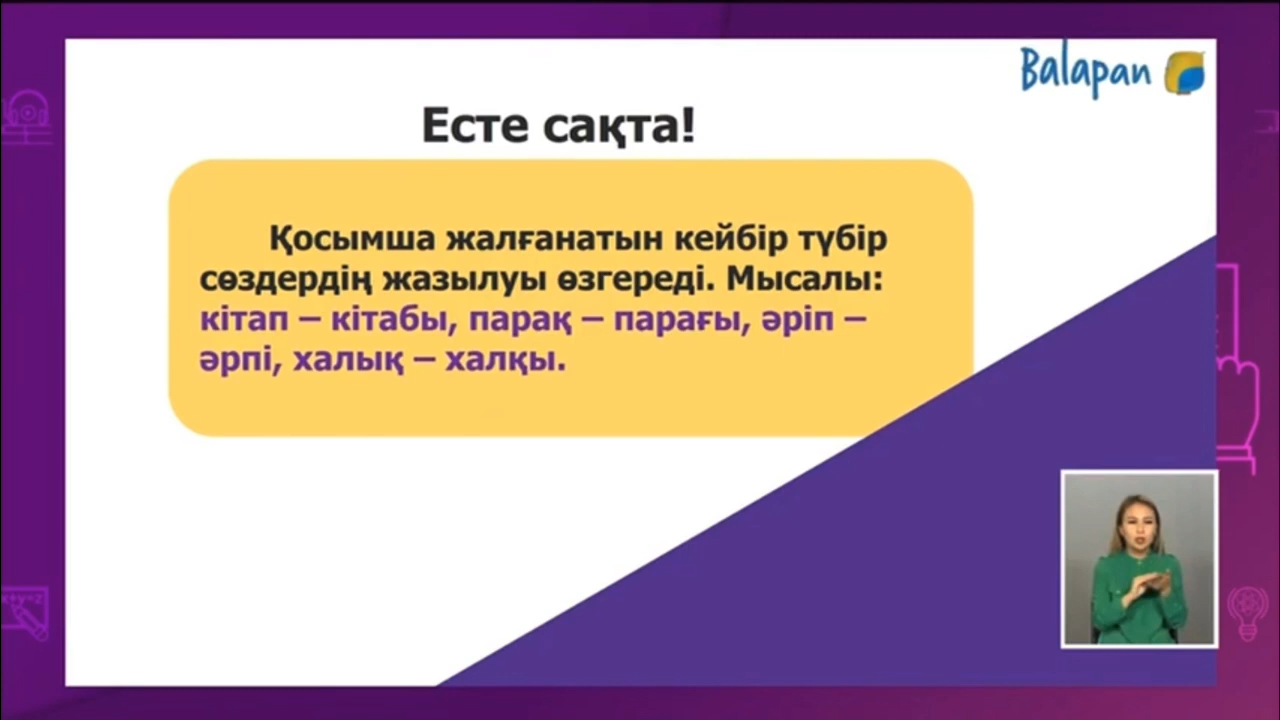 Balapan
Есте сақта!
Қосымша жалғанатын кейбір түбір
сөздердің жазылуы өзгереді. Мысалы:
кітап – кітабы, парақ – парағы, әріп –
әрпі, халық – халқы.
x+y=z